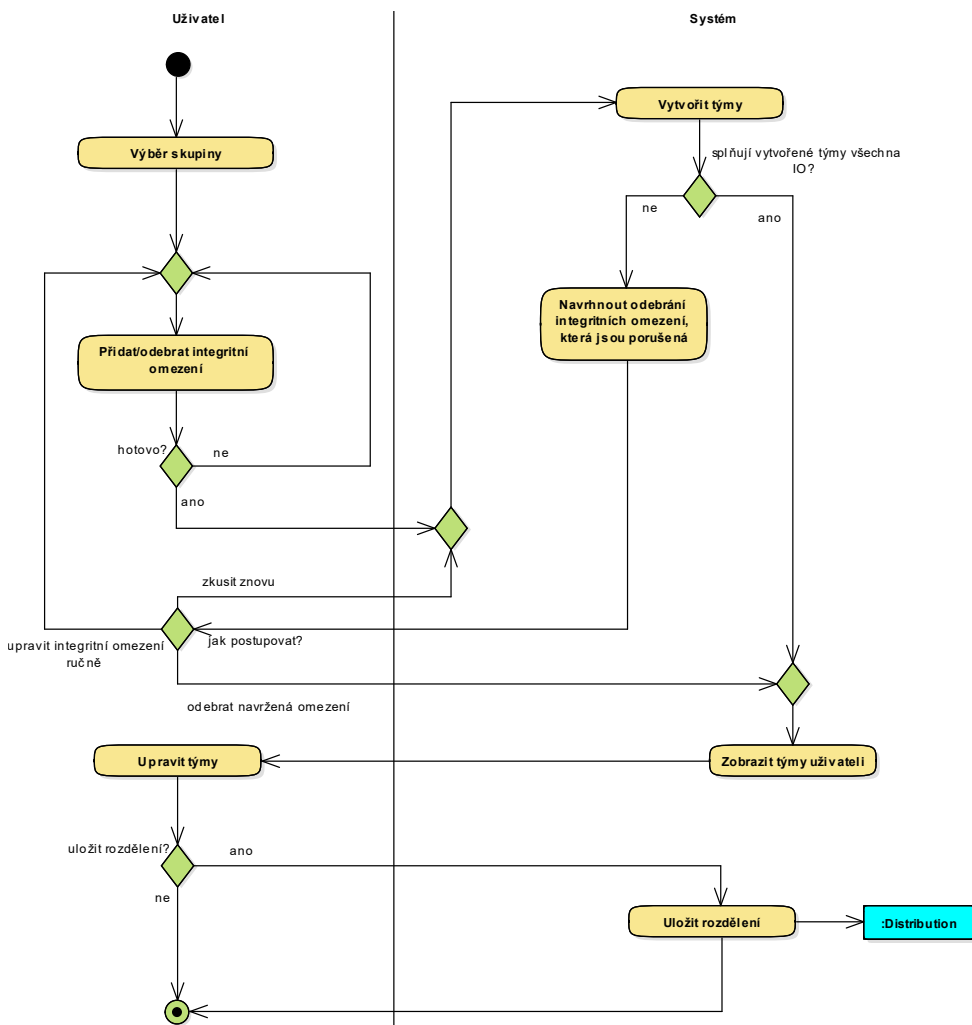 Uživatel
Systém
Vytvořit týmy
Výběr skupiny
splňují vytvořené týmy všechna
IO?
ne
ano
Navrhnout odebrání
integritních omezení,
která jsou porušená
Přidat/odebrat integritní
omezení
hotovo?
ne
ano
zkusit znovu
jak postupovat?
upravit integritní omezení
ručně
odebrat navržená omezení
Upravit týmy
Zobrazit týmy uživateli
uložit rozdělení?
ano
ne
Uložit rozdělení
:Distribution